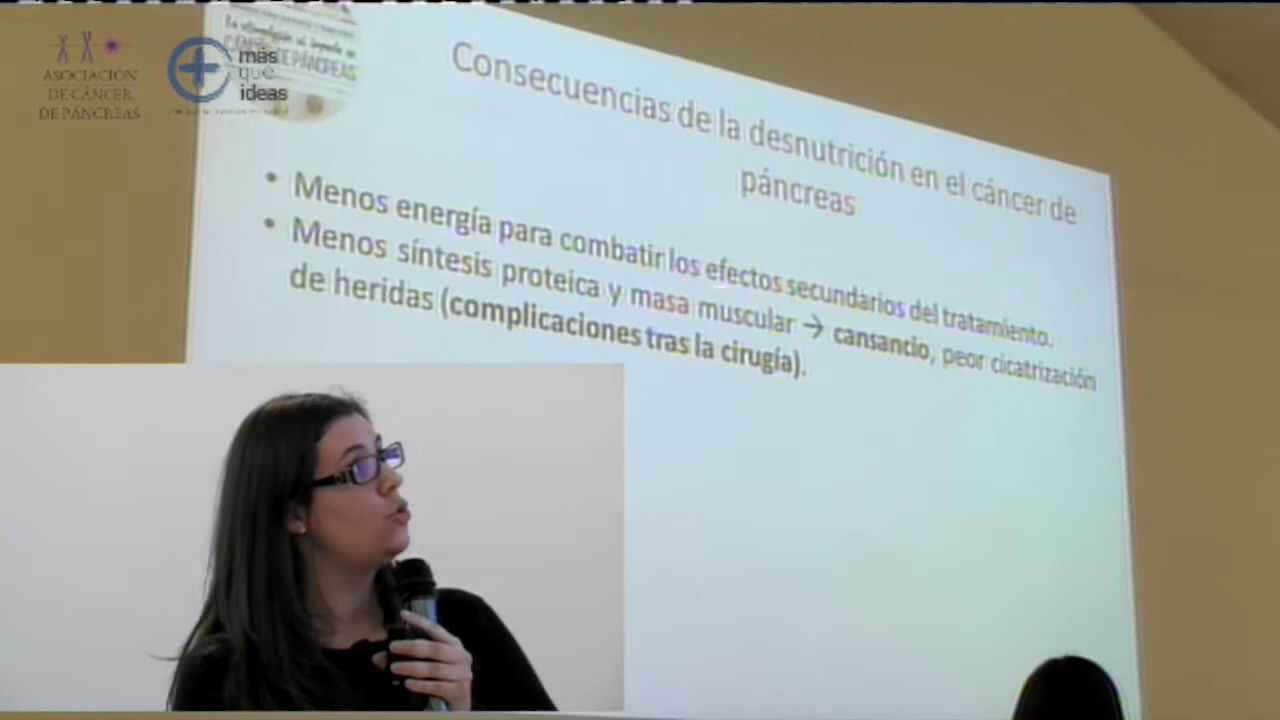 ASOCIACIÓN
DE CÁNCER
DE PÁNCREAS
más
que
ideas
Consecuencias de la desnutrición en el cáncer de
páncreas
• Menos energía para combatir los efectos secundarios del tratamiento.
• Menos síntesis proteica y masa muscular → cansancio, peor cicatrización
de heridas (complicaciones tras la cirugía).